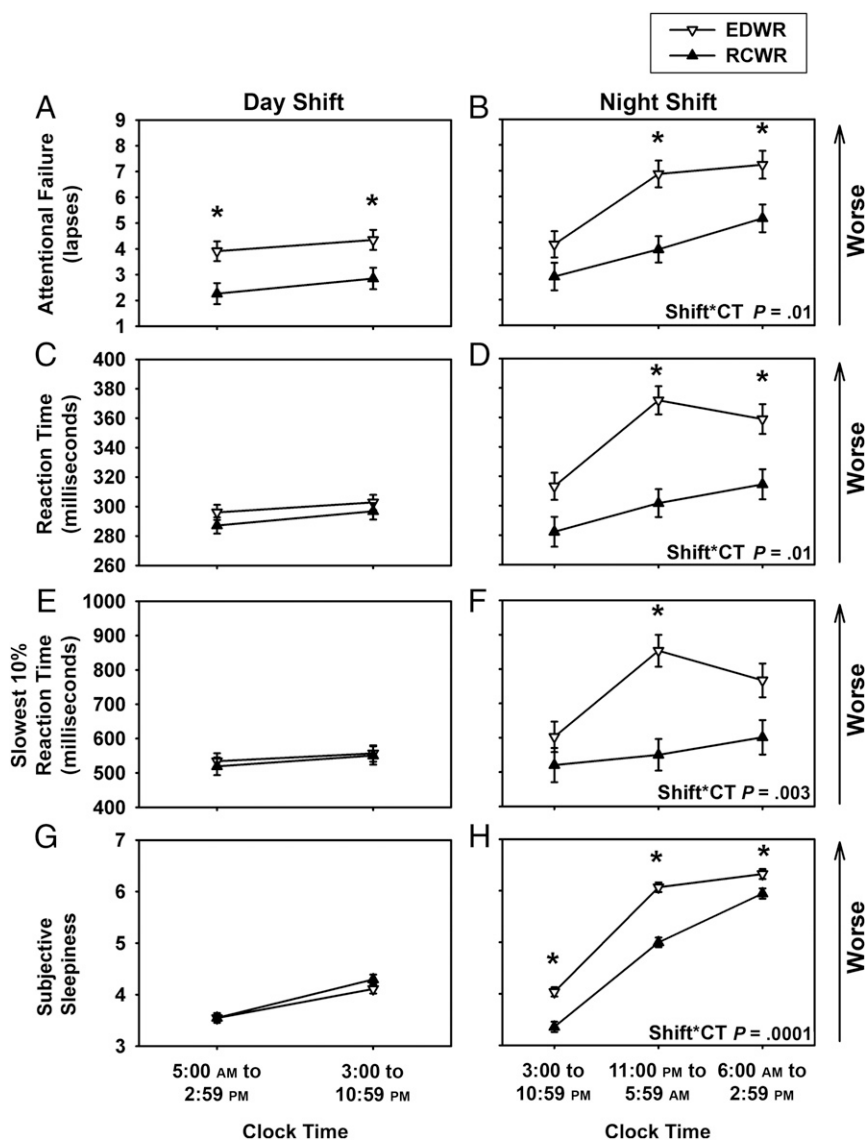 EDWR
RCWR
A
Day Shift
B
Night Shift
Attentional Failure
(lapses)
9
8
7
6
5
4
3
2
1
*
*
*
*
Shift*CT P = .01
Worse
C
D
Reaction Time
(milliseconds)
400
380
360
340
320
300
280
260
*
*
Shift*CT P = .01
Worse
E
F
Slowest 10%
Reaction Time
(milliseconds)
1000
900
800
700
600
500
400
*
Shift*CT P = .003
Worse
G
H
Subjective
Sleepiness
7
6
5
4
3
*
*
*
Shift*CT P = .0001
Worse
5:00 AM to
2:59 PM
3:00 to
10:59 PM
3:00 to
10:59 PM
11:00 PM to
5:59 AM
6:00 AM to
2:59 PM
Clock Time
Clock Time